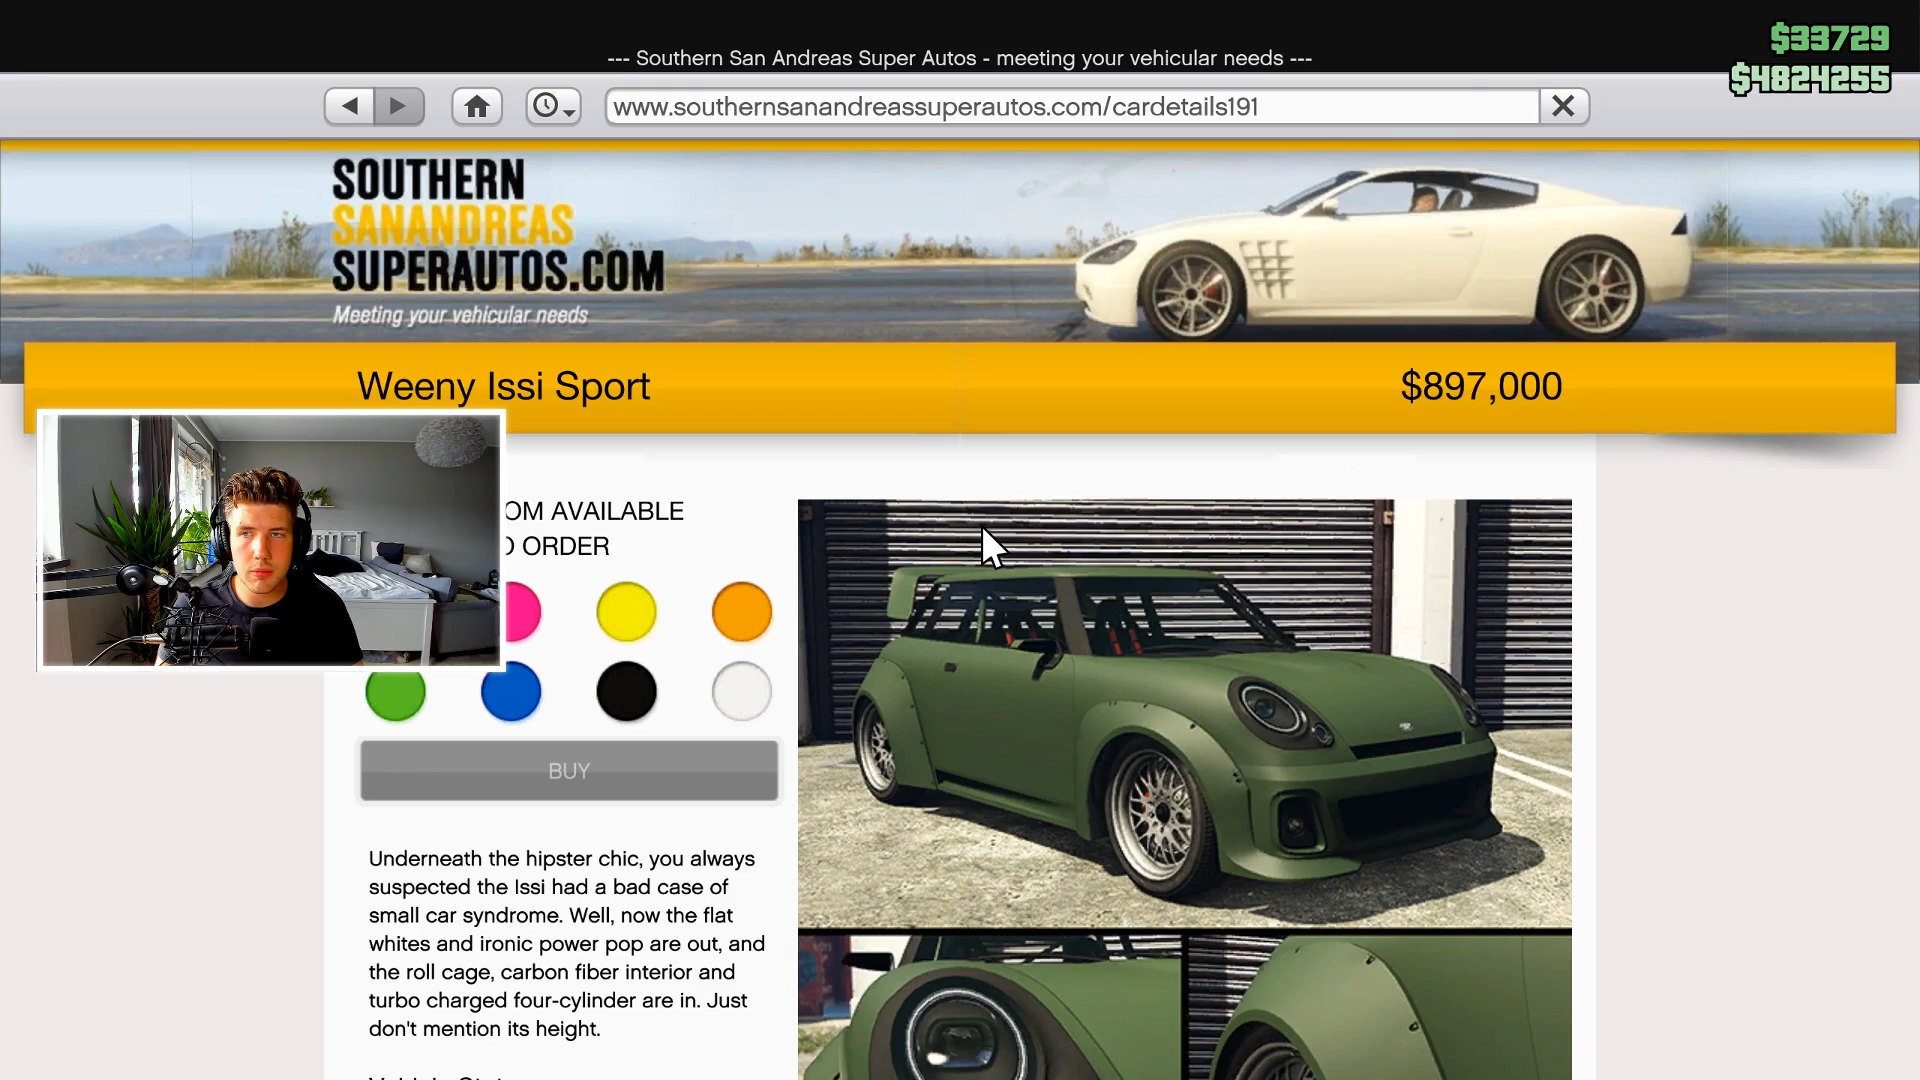 --- Southern San Andreas Super Autos - meeting your vehicular needs ---
$33729
$4824255
www.southernsanandreassuperautos.com/cardetails191
SOUTHERN
SANANDREAS
SUPERAUTOS.COM
Meeting your vehicular needs
Weeny Issi Sport
$897,000
OM AVAILABLE
O ORDER
BUY
Underneath the hipster chic, you always
suspected the Issi had a bad case of
small car syndrome. Well, now the flat
whites and ironic power pop are out, and
the roll cage, carbon fiber interior and
turbo charged four-cylinder are in. Just
don't mention its height.